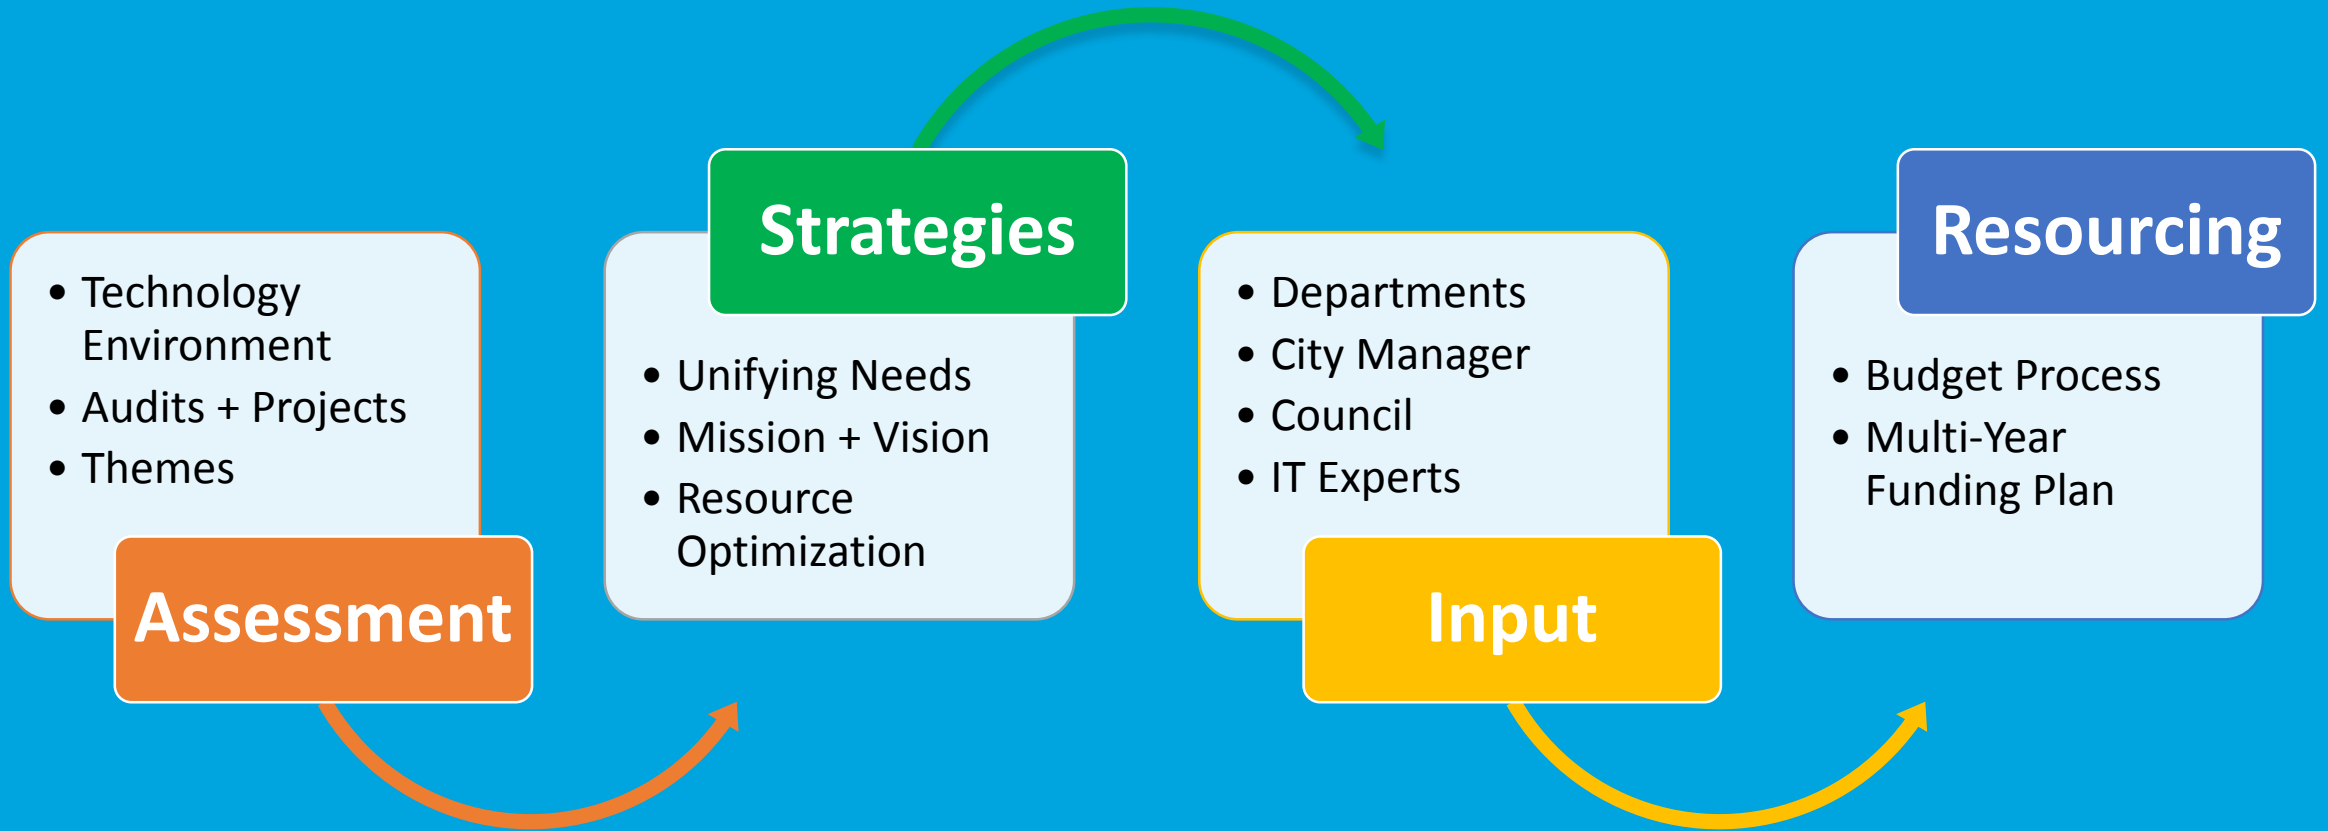 • Technology
Environment
• Audits + Projects
• Themes
Assessment
Strategies
• Unifying Needs
• Mission + Vision
• Resource
Optimization
• Departments
• City Manager
• Council
• IT Experts
Input
Resourcing
• Budget Process
• Multi-Year
Funding Plan